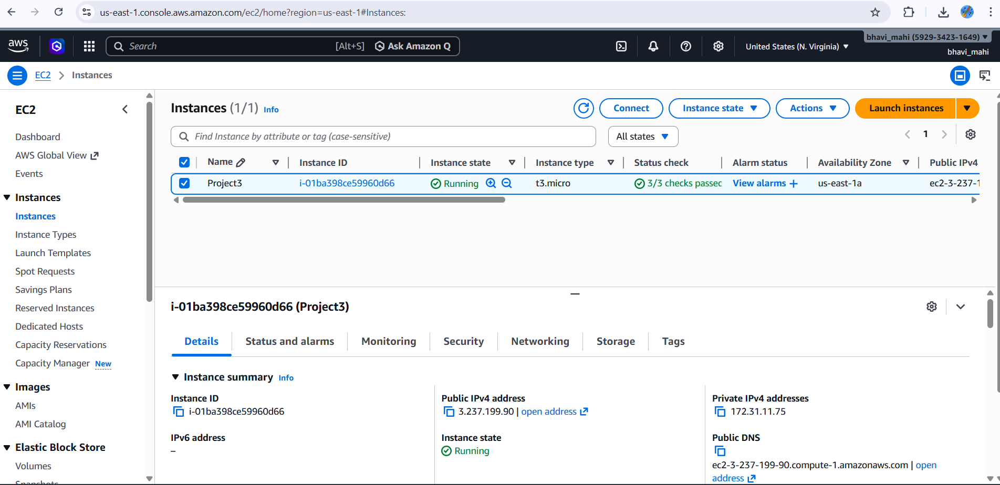 us-east-1.console.aws.amazon.com/ec2/home?region=us-east-1#Instances:
aws
Search
[Alt+S]
Ask Amazon Q
United States (N. Virginia)
bhavi_mahi (5929-3423-1649)
bhavi_mahi
EC2 > Instances
EC2
Dashboard
AWS Global View
Events
Instances
Instances
Instance Types
Launch Templates
Spot Requests
Savings Plans
Reserved Instances
Dedicated Hosts
Capacity Reservations
Capacity Manager New
Images
AMIs
AMI Catalog
Elastic Block Store
Volumes
Snapshots
Instances (1/1) Info
Connect
Instance state
Actions
Launch instances
Find Instance by attribute or tag (case-sensitive)
All states
1
Name Instance ID Instance state Instance type Status check Alarm status Availability Zone Public IPv4
Project3 i-01ba398ce59960d66 Running t3.micro 3/3 checks passec View alarms + us-east-1a ec2-3-237-1
i-01ba398ce59960d66 (Project3)
Details
Status and alarms
Monitoring
Security
Networking
Storage
Tags
Instance summary Info
Instance ID
i-01ba398ce59960d66
IPv6 address
–
Public IPv4 address
3.237.199.90 | open address
Instance state
Running
Private IPv4 addresses
172.31.11.75
Public DNS
ec2-3-237-199-90.compute-1.amazonaws.com | open
address